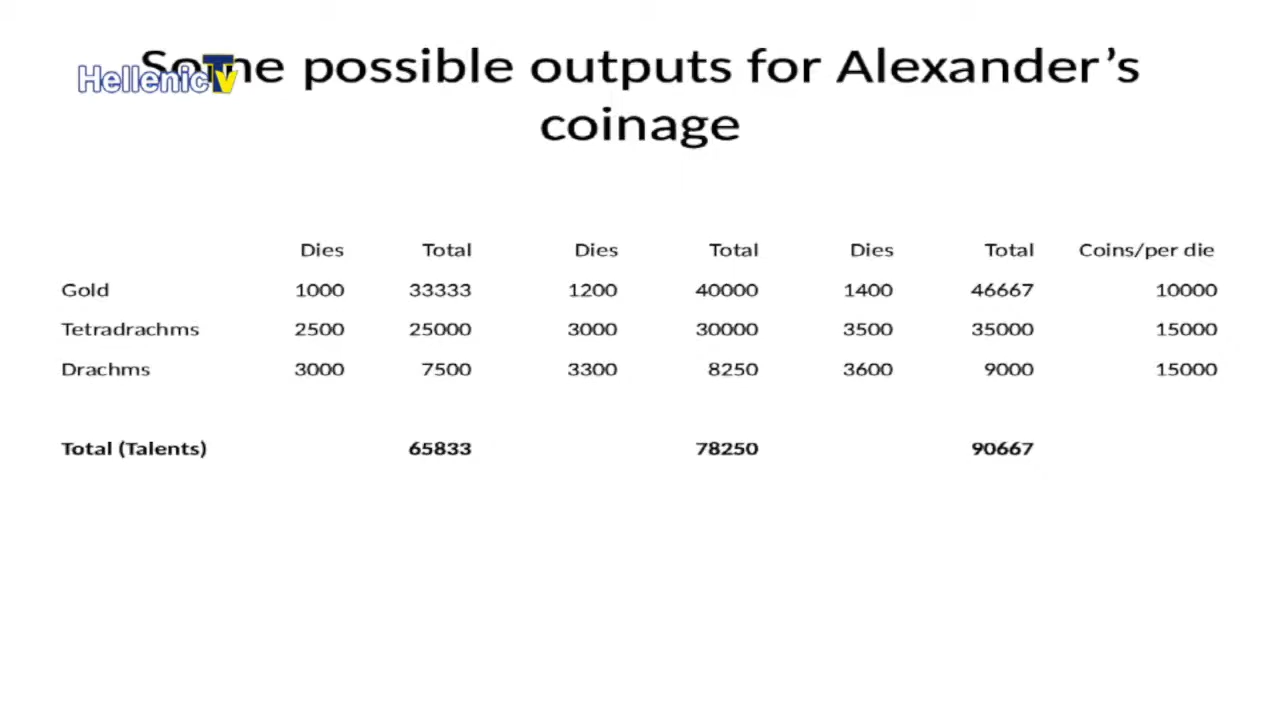 Some possible outputs for Alexander’s
coinage
HellenicTv
Dies Total Dies Total Dies Total Coins/per die
Gold 1000 33333 1200 40000 1400 46667 10000
Tetradrachms 2500 25000 3000 30000 3500 35000 15000
Drachms 3000 7500 3300 8250 3600 9000 15000
Total (Talents) 65833 78250 90667